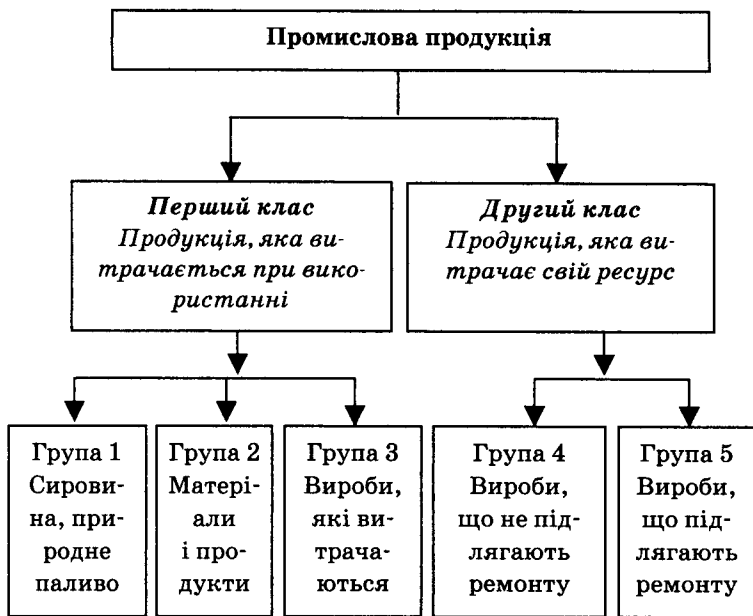 Промислова продукція
Перший клас
Продукція, яка ви-
трачається при вико-
ристанні
Другий клас
Продукція, яка ви-
трачає свій ресурс
Група 1
Сирови-
на, при-
родне
паливо
Група 2
Матері-
али
і про-
дукти
Група 3
Вироби,
які ви-
трача-
ються
Група 4
Вироби,
що не під-
лягають
ремонту
Група 5
Вироби,
що під-
лягають
ремонту